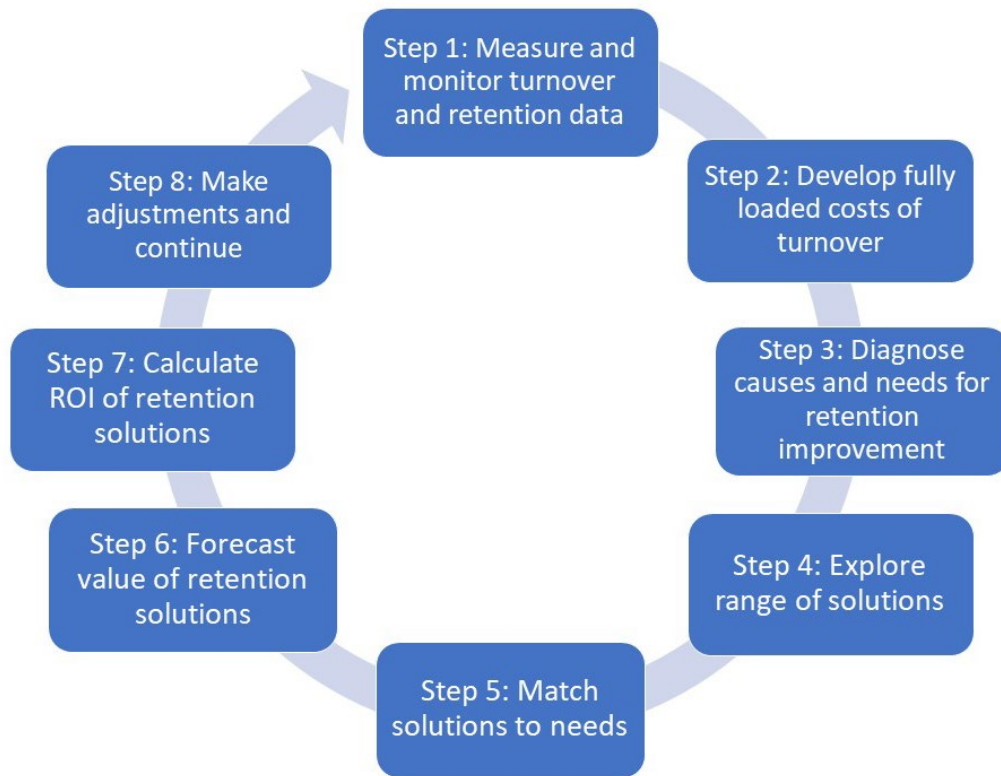 Step 1: Measure and
monitor turnover
and retention data
Step 2: Develop fully
loaded costs of
turnover
Step 3: Diagnose
causes and needs for
retention
improvement
Step 4: Explore
range of solutions
Step 5: Match
solutions to needs
Step 6: Forecast
value of retention
solutions
Step 7: Calculate
ROI of retention
solutions
Step 8: Make
adjustments and
continue